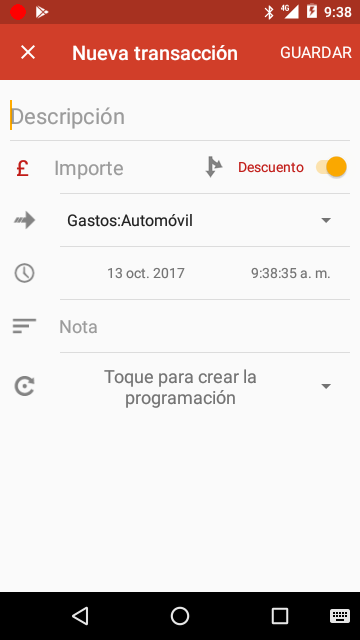 4G 9:38
Nueva transacción GUARDAR
Descripción
£ Importe Descuento
Gastos:Automóvil
13 oct. 2017 9:38:35 a. m.
Nota
Toque para crear la
programación